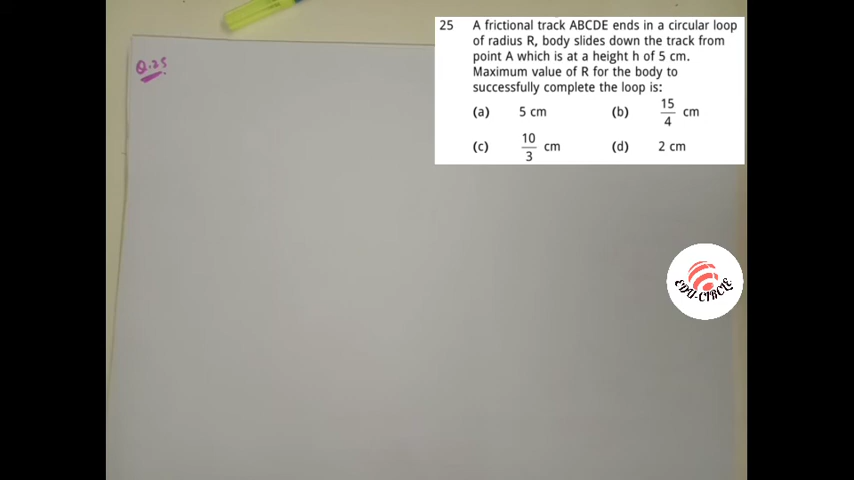 Q.25
25 A frictional track ABCDE ends in a circular loop
of radius R, body slides down the track from
point A which is at a height h of 5 cm.
Maximum value of R for the body to
successfully complete the loop is:
(a) 5 cm (b) 15/4 cm
(c) 10/3 cm (d) 2 cm
EDU-CIRCLE